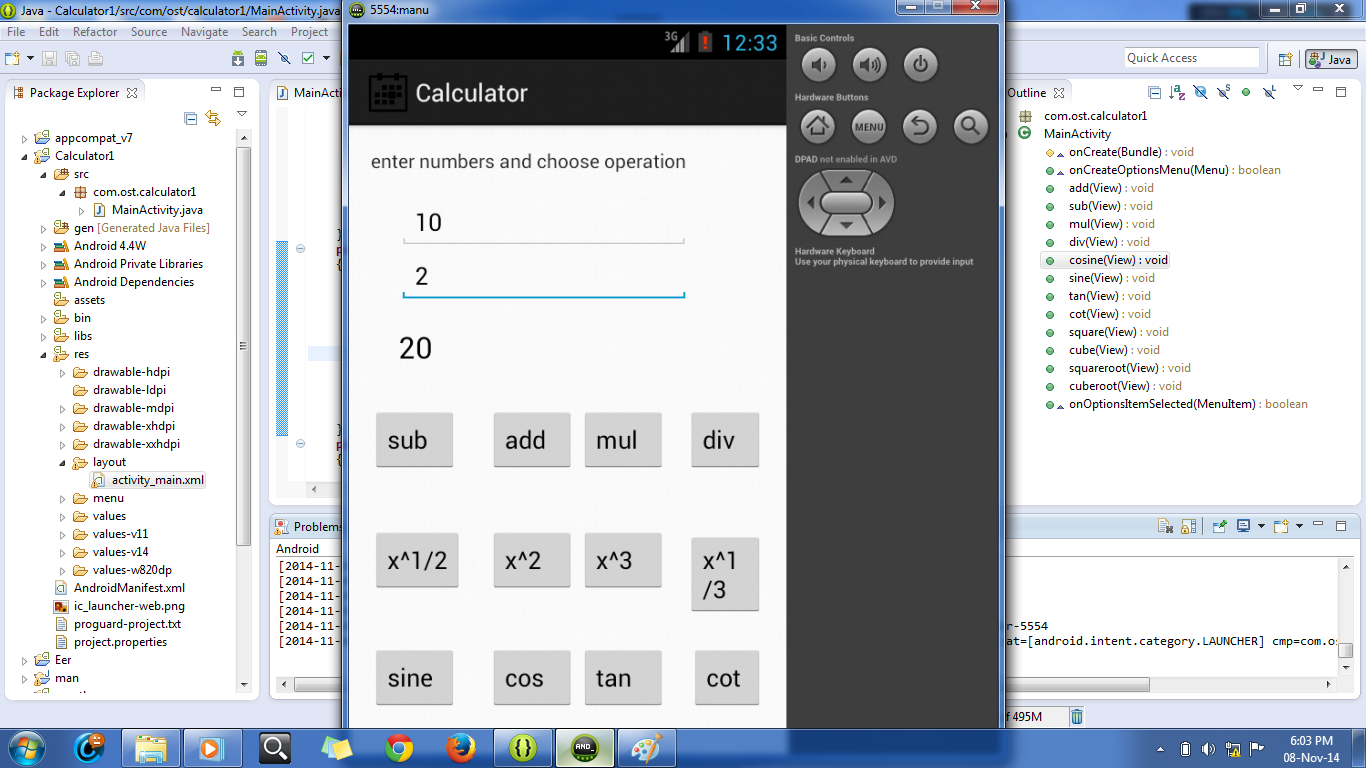 Java - Calculator1/src/com/ost/calculator1/MainActivity.java
File Edit Refactor Source Navigate Search Project
Quick Access
Java
Package Explorer
appcompat_v7
Calculator1
src
com.ost.calculator1
MainActivity.java
gen [Generated Java Files]
Android 4.4W
Android Private Libraries
Android Dependencies
assets
bin
libs
res
drawable-hdpi
drawable-ldpi
drawable-mdpi
drawable-xhdpi
drawable-xxhdpi
layout
activity_main.xml
menu
values
values-v11
values-v14
values-w820dp
AndroidManifest.xml
ic_launcher-web.png
proguard-project.txt
project.properties
Eer
man
MainActi
}
{
}
{
Problems
Android
[2014-11-
[2014-11-
[2014-11-
[2014-11-
[2014-11-
[2014-11-
5554:manu
3G 12:33
Calculator
enter numbers and choose operation
10
2
20
sub add mul div
x^1/2 x^2 x^3 x^1
/3
sine cos tan cot
Basic Controls
Hardware Buttons
MENU
DPAD not enabled in AVD
Hardware Keyboard
Use your physical keyboard to provide input
Outline
com.ost.calculator1
MainActivity
onCreate(Bundle) : void
onCreateOptionsMenu(Menu) : boolean
add(View) : void
sub(View) : void
mul(View) : void
div(View) : void
cosine(View) : void
sine(View) : void
tan(View) : void
cot(View) : void
square(View) : void
cube(View) : void
squareroot(View) : void
cuberoot(View) : void
onOptionsItemSelected(MenuItem) : boolean
r-5554
at=[android.intent.category.LAUNCHER] cmp=com.os
f 495M
AND_
6:03 PM
08-Nov-14